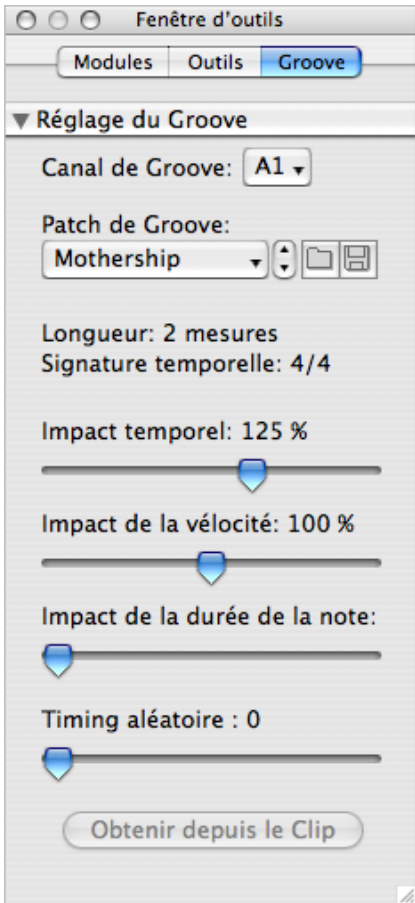 Fenêtre d'outils
Modules Outils Groove
Réglage du Groove
Canal de Groove: A1
Patch de Groove:
Mothership
Longueur: 2 mesures
Signature temporelle: 4/4
Impact temporel: 125 %
Impact de la vélocité: 100 %
Impact de la durée de la note:
Timing aléatoire : 0
Obtenir depuis le Clip